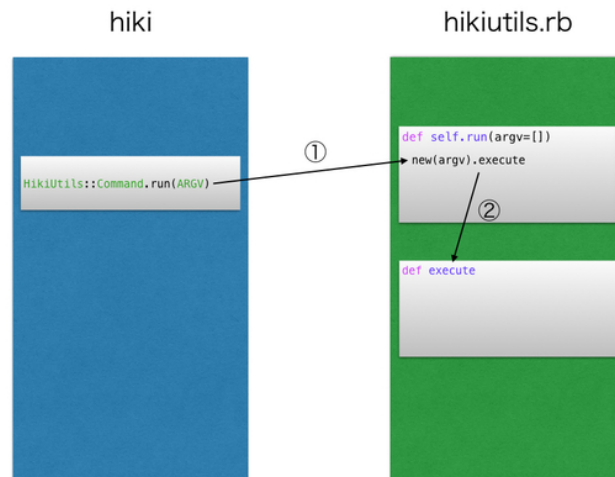 hiki
hikiutils.rb
HikiUtils::Command.run(ARGV)
①
def self.run(argv=[])
new(argv).execute
②
def execute